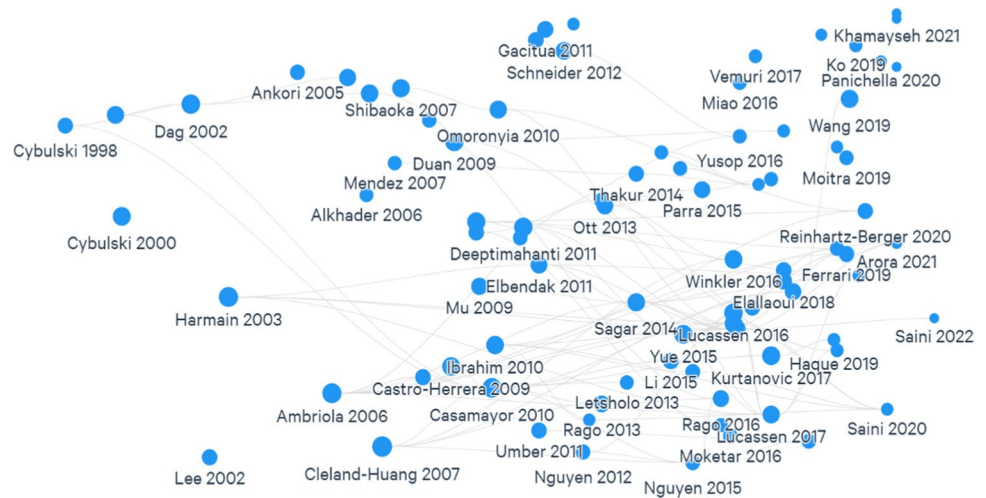 Khamayseh 2021
Gacitua 2011
Ko 2019
Schneider 2012
Vemuri 2017
Panichella 2020
Ankori 2005
Miao 2016
Shibaoka 2007
Wang 2019
Dag 2002
Omoronyia 2010
Cybulski 1998
Duan 2009
Yusop 2016
Mendez 2007
Moitra 2019
Thakur 2014
Alkhader 2006
Parra 2015
Ott 2013
Reinhartz-Berger 2020
Cybulski 2000
Deeptimahanti 2011
Arora 2021
Ferrari 2019
Winkler 2016
Elbendak 2011
Elallaoui 2018
Mu 2009
Harmain 2003
Sagar 2014
Lucassen 2016
Saini 2022
Yue 2015
Haque 2019
Ibrahim 2010
Kurtanovic 2017
Li 2015
Castro-Herrera 2009
Letsholo 2013
Ambriola 2006
Casamayor 2010
Rago 2016
Saini 2020
Rago 2013
Lucassen 2017
Umber 2011
Moketar 2016
Cleland-Huang 2007
Lee 2002
Nguyen 2012
Nguyen 2015